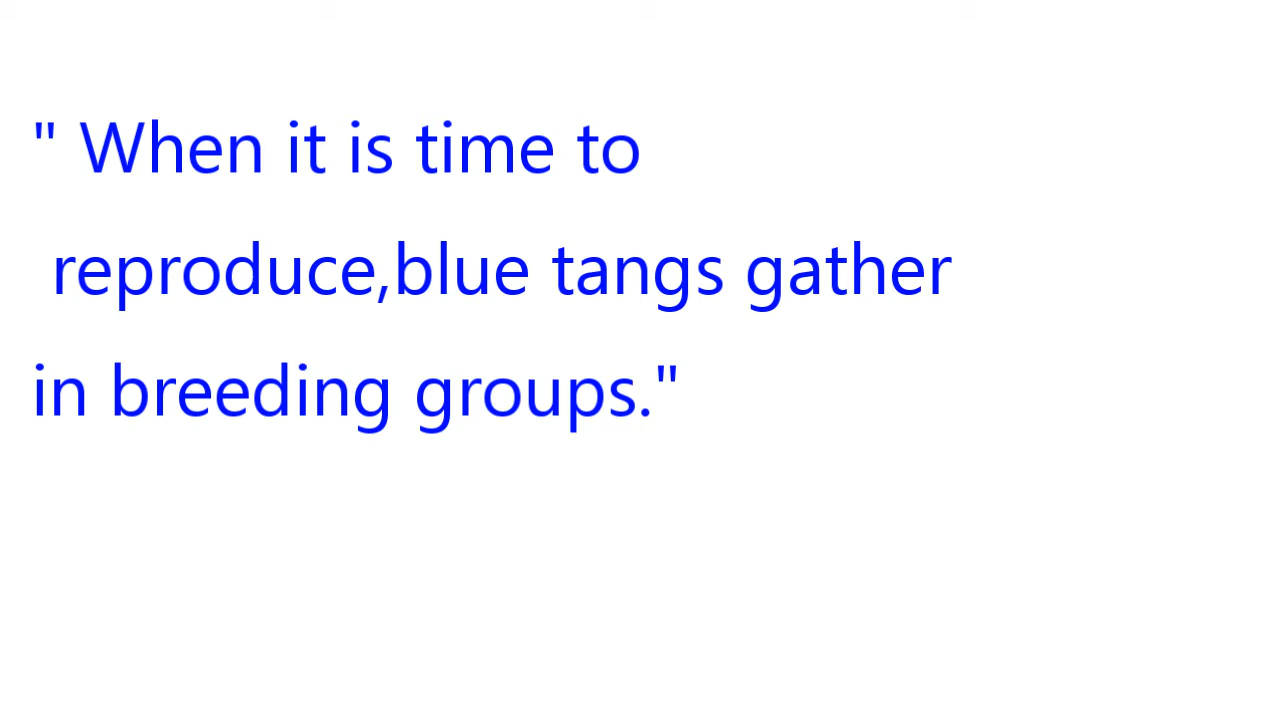 " When it is time to
reproduce,blue tangs gather
in breeding groups."